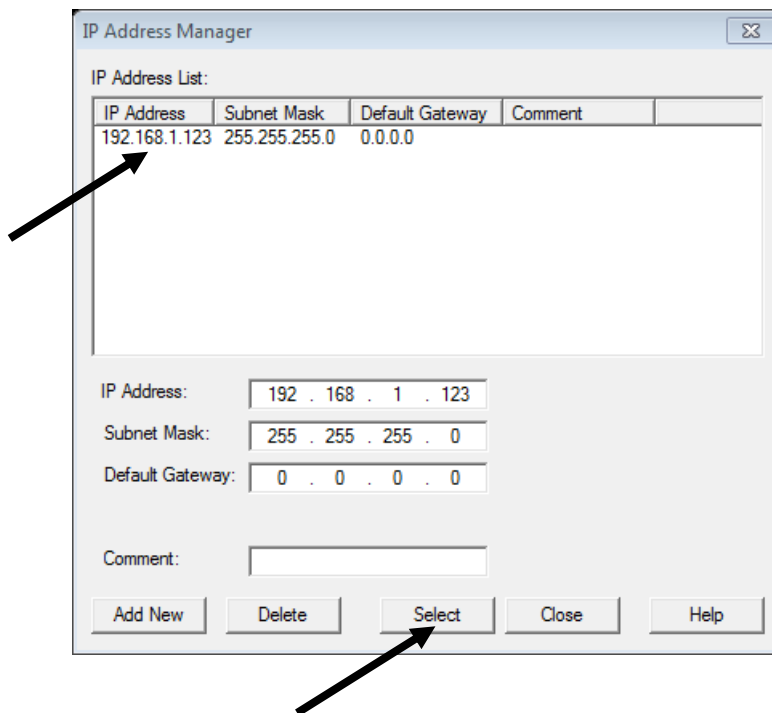 IP Address Manager
IP Address List:
IP Address Subnet Mask Default Gateway Comment
192.168.1.123 255.255.255.0 0.0.0.0
IP Address: 192 . 168 . 1 . 123
Subnet Mask: 255 . 255 . 255 . 0
Default Gateway: 0 . 0 . 0 . 0
Comment:
Add New Delete Select Close Help